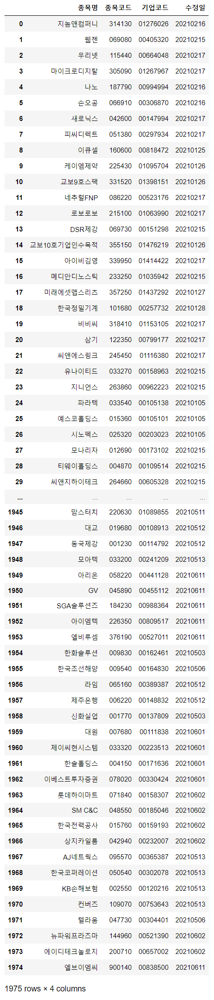 종목명 종목코드 기업코드 수정일
0 지놈앤컴퍼니 314130 01276026 20210216
1 웹젠 069080 00405320 20210215
2 우리넷 115440 00664048 20210217
3 마이크로디지탈 305090 01267967 20210217
4 나노 187790 00994994 20210216
5 손오공 066910 00306870 20210216
6 새로닉스 042600 00147994 20210217
7 피씨디렉트 051380 00297934 20210217
8 이큐셀 160600 00818472 20210125
9 케이엠제약 225430 01095704 20210126
10 교보9호스팩 331520 01398151 20210126
11 네추럴FNP 086220 00523176 20210217
12 로보로보 215100 01063990 20210217
13 DSR제강 069730 00151298 20210215
14 교보10호기업인수목적 355150 01476219 20210126
15 아이비김영 339950 01414422 20210217
16 메디안디노스틱 233250 01035942 20210215
17 미래에셋맵스리츠 357250 01437292 20210127
18 한국정밀기계 101680 00257732 20210128
19 비비씨 318410 01153105 20210217
20 삼기 122350 00799177 20210217
21 씨앤에스링크 245450 01116380 20210217
22 유나이티드 033270 00158963 20210215
23 지니언스 263860 00962223 20210215
24 파라텍 033540 00105138 20210105
25 예스코홀딩스 015360 00105101 20210105
26 시노펙스 025320 00203023 20210105
27 모나리자 012690 00173102 20210215
28 티웨이홀딩스 004870 00109514 20210215
29 씨앤지하이테크 264660 00605328 20210215
... ... ... ... ...
1945 맘스터치 220630 01089855 20210511
1946 대교 019680 00108913 20210512
1947 동국제강 001230 00114792 20210512
1948 모아텍 033200 00241209 20210513
1949 아리온 058220 00441128 20210611
1950 GV 045890 00455112 20210611
1951 SGA솔루션즈 184230 00988364 20210611
1952 아이엠텍 226350 00809517 20210611
1953 엘비루셈 376190 00527011 20210611
1954 한화솔루션 009830 00162461 20210503
1955 한국조선해양 009540 00164830 20210506
1956 라임 065160 00389387 20210512
1957 제주은행 006220 00148832 20210512
1958 신화실업 001770 00137809 20210503
1959 대원 007680 00111838 20210601
1960 제이씨현시스템 033320 00223513 20210601
1961 한솔홀딩스 004150 00171636 20210601
1962 이베스트투자증권 078020 00330424 20210601
1963 롯데하이마트 071840 00158307 20210602
1964 SM C&C 048550 00185046 20210602
1965 한국전력공사 015760 00159193 20210602
1966 상지카일룸 042940 00232007 20210602
1967 AJ네트웍스 095570 00365387 20210513
1968 한국코퍼레이션 050540 00302078 20210513
1969 KB손해보험 002550 00120216 20210513
1970 컨버즈 109070 00753643 20210513
1971 텔라움 047730 00304401 20210506
1972 뉴파워프라즈마 144960 00521390 20210602
1973 에이디테크놀로지 200710 00657002 20210602
1974 엘브이엠씨 900140 00838500 20210611
1975 rows × 4 columns